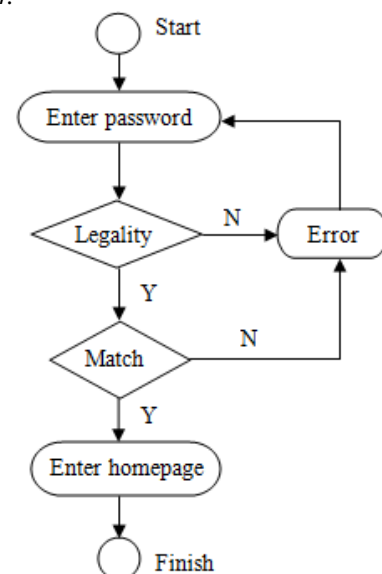 Start
Enter password
Legality
N
Error
Y
Match
N
Y
Enter homepage
Finish